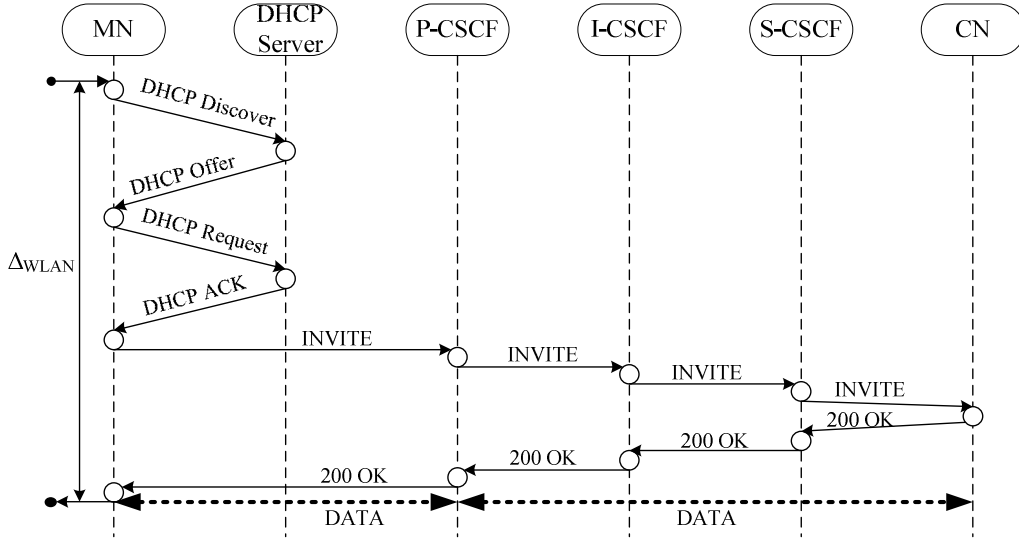 MN
DHCP
Server
P-CSCF
I-CSCF
S-CSCF
CN
DHCP Discover
DHCP Offer
DHCP Request
ΔWLAN
DHCP ACK
INVITE
INVITE
INVITE
INVITE
200 OK
200 OK
200 OK
200 OK
DATA
DATA